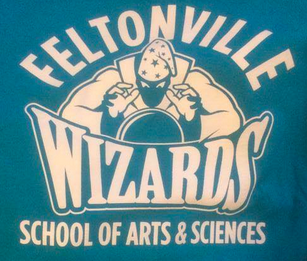 FELTONVILLE
WIZARDS
SCHOOL OF ARTS & SCIENCES